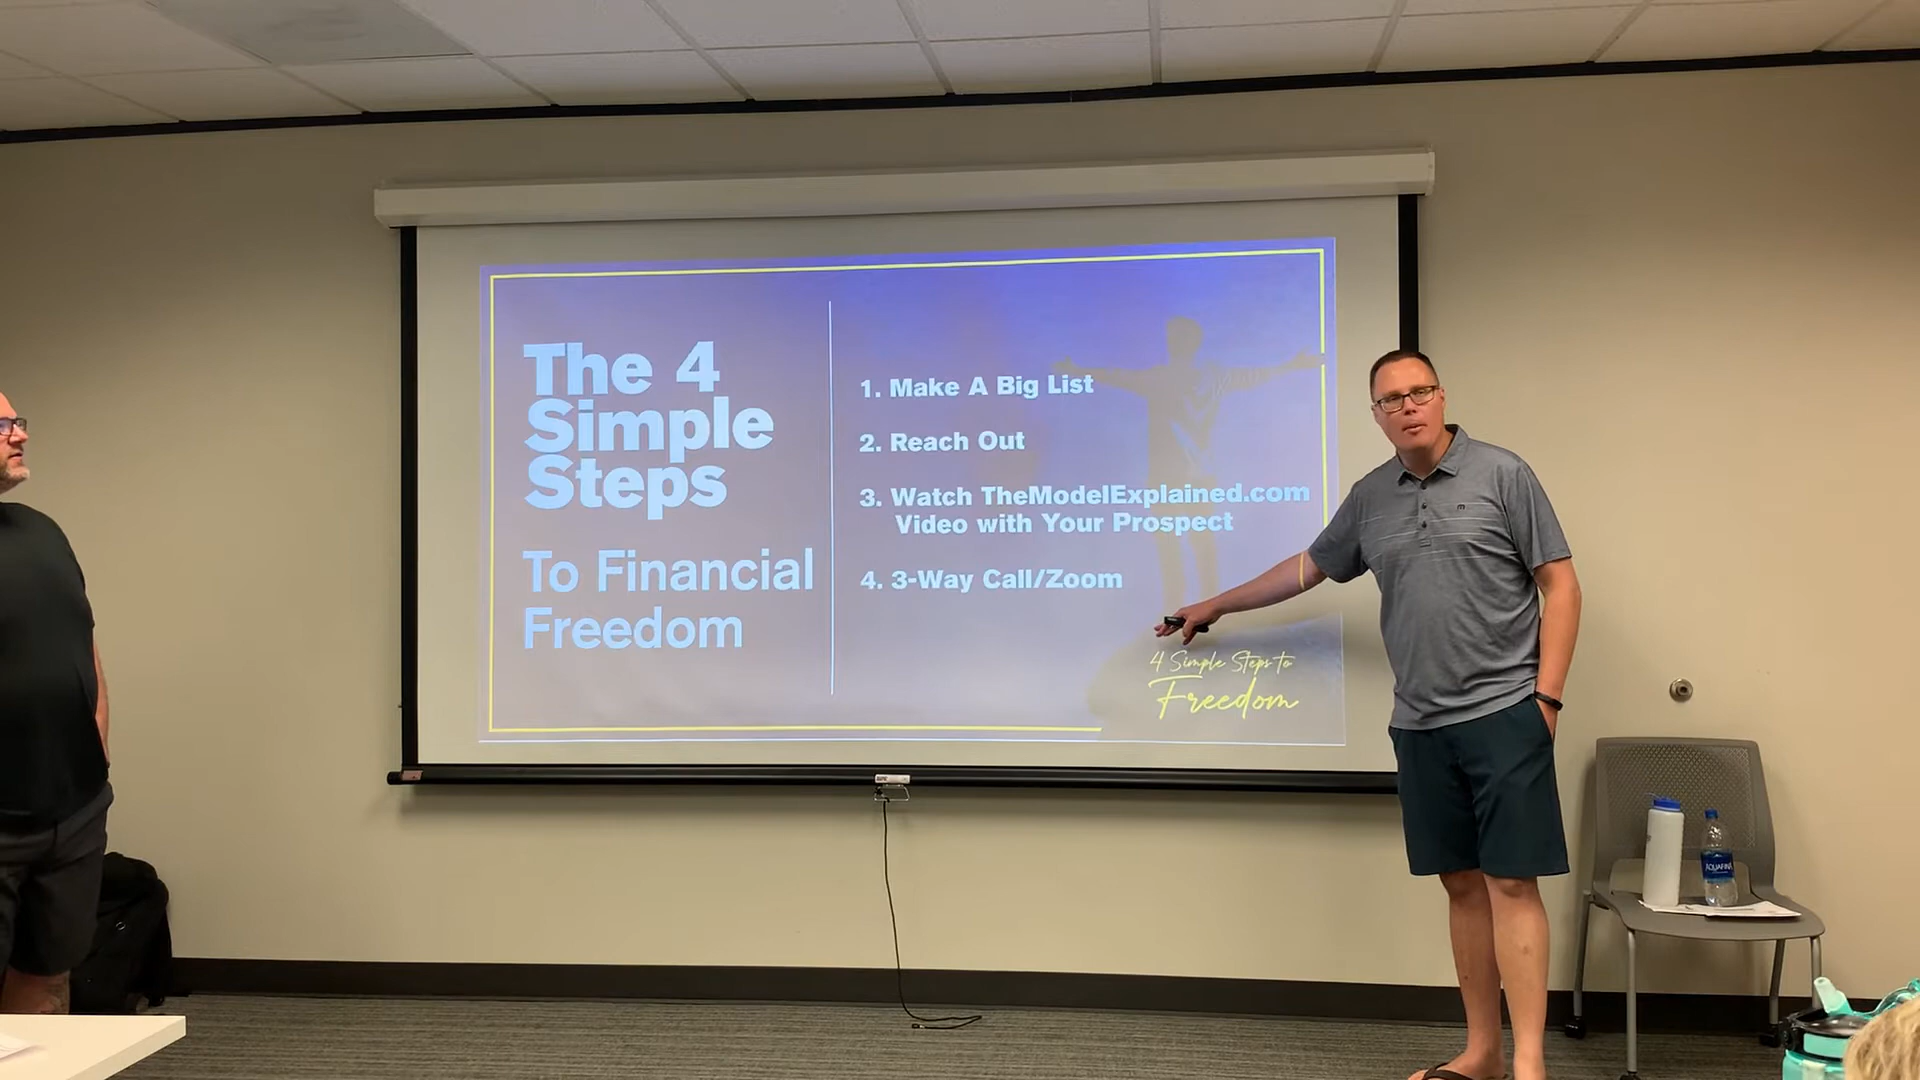 The 4
Simple
Steps
To Financial
Freedom
1. Make A Big List
2. Reach Out
3. Watch TheModelExplained.com
Video with Your Prospect
4. 3-Way Call/Zoom
4 Simple Steps to
Freedom
AQUAFINA